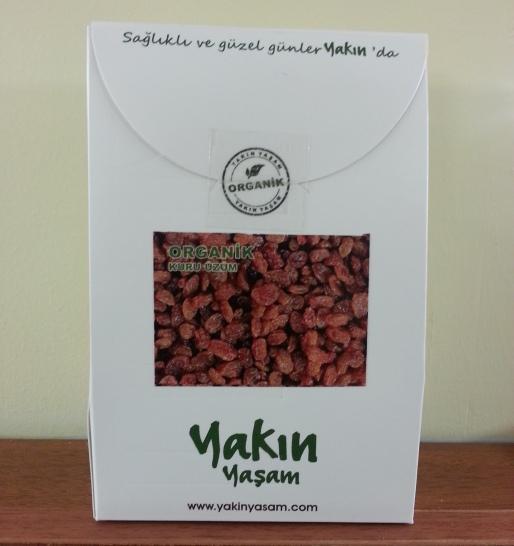 Sağlıklı ve güzel günler Yakın 'da
YAKIN YAŞAM
ORGANİK
YAKIN YAŞAM
ORGANİK
KURU ÜZÜM
Yakın
Yaşam
www.yakinyasam.com